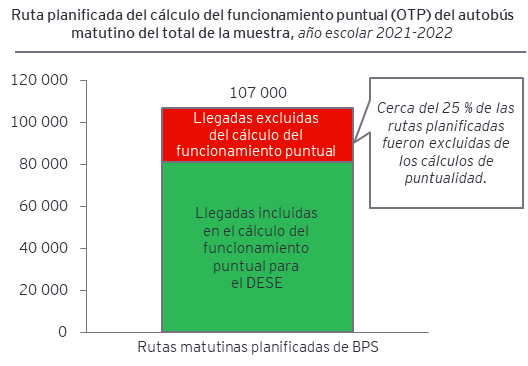 Ruta planificada del cálculo del funcionamiento puntual (OTP) del autobús
matutino del total de la muestra, año escolar 2021-2022
120 000
100 000
80 000
60 000
40 000
20 000
0
107 000
Llegadas excluidas
del cálculo del
funcionamiento puntual
Llegadas incluidas
en el cálculo del
funcionamiento
puntual para
el DESE
Cerca del 25 % de las
rutas planificadas
fueron excluidas de
los cálculos de
puntualidad.
Rutas matutinas planificadas de BPS